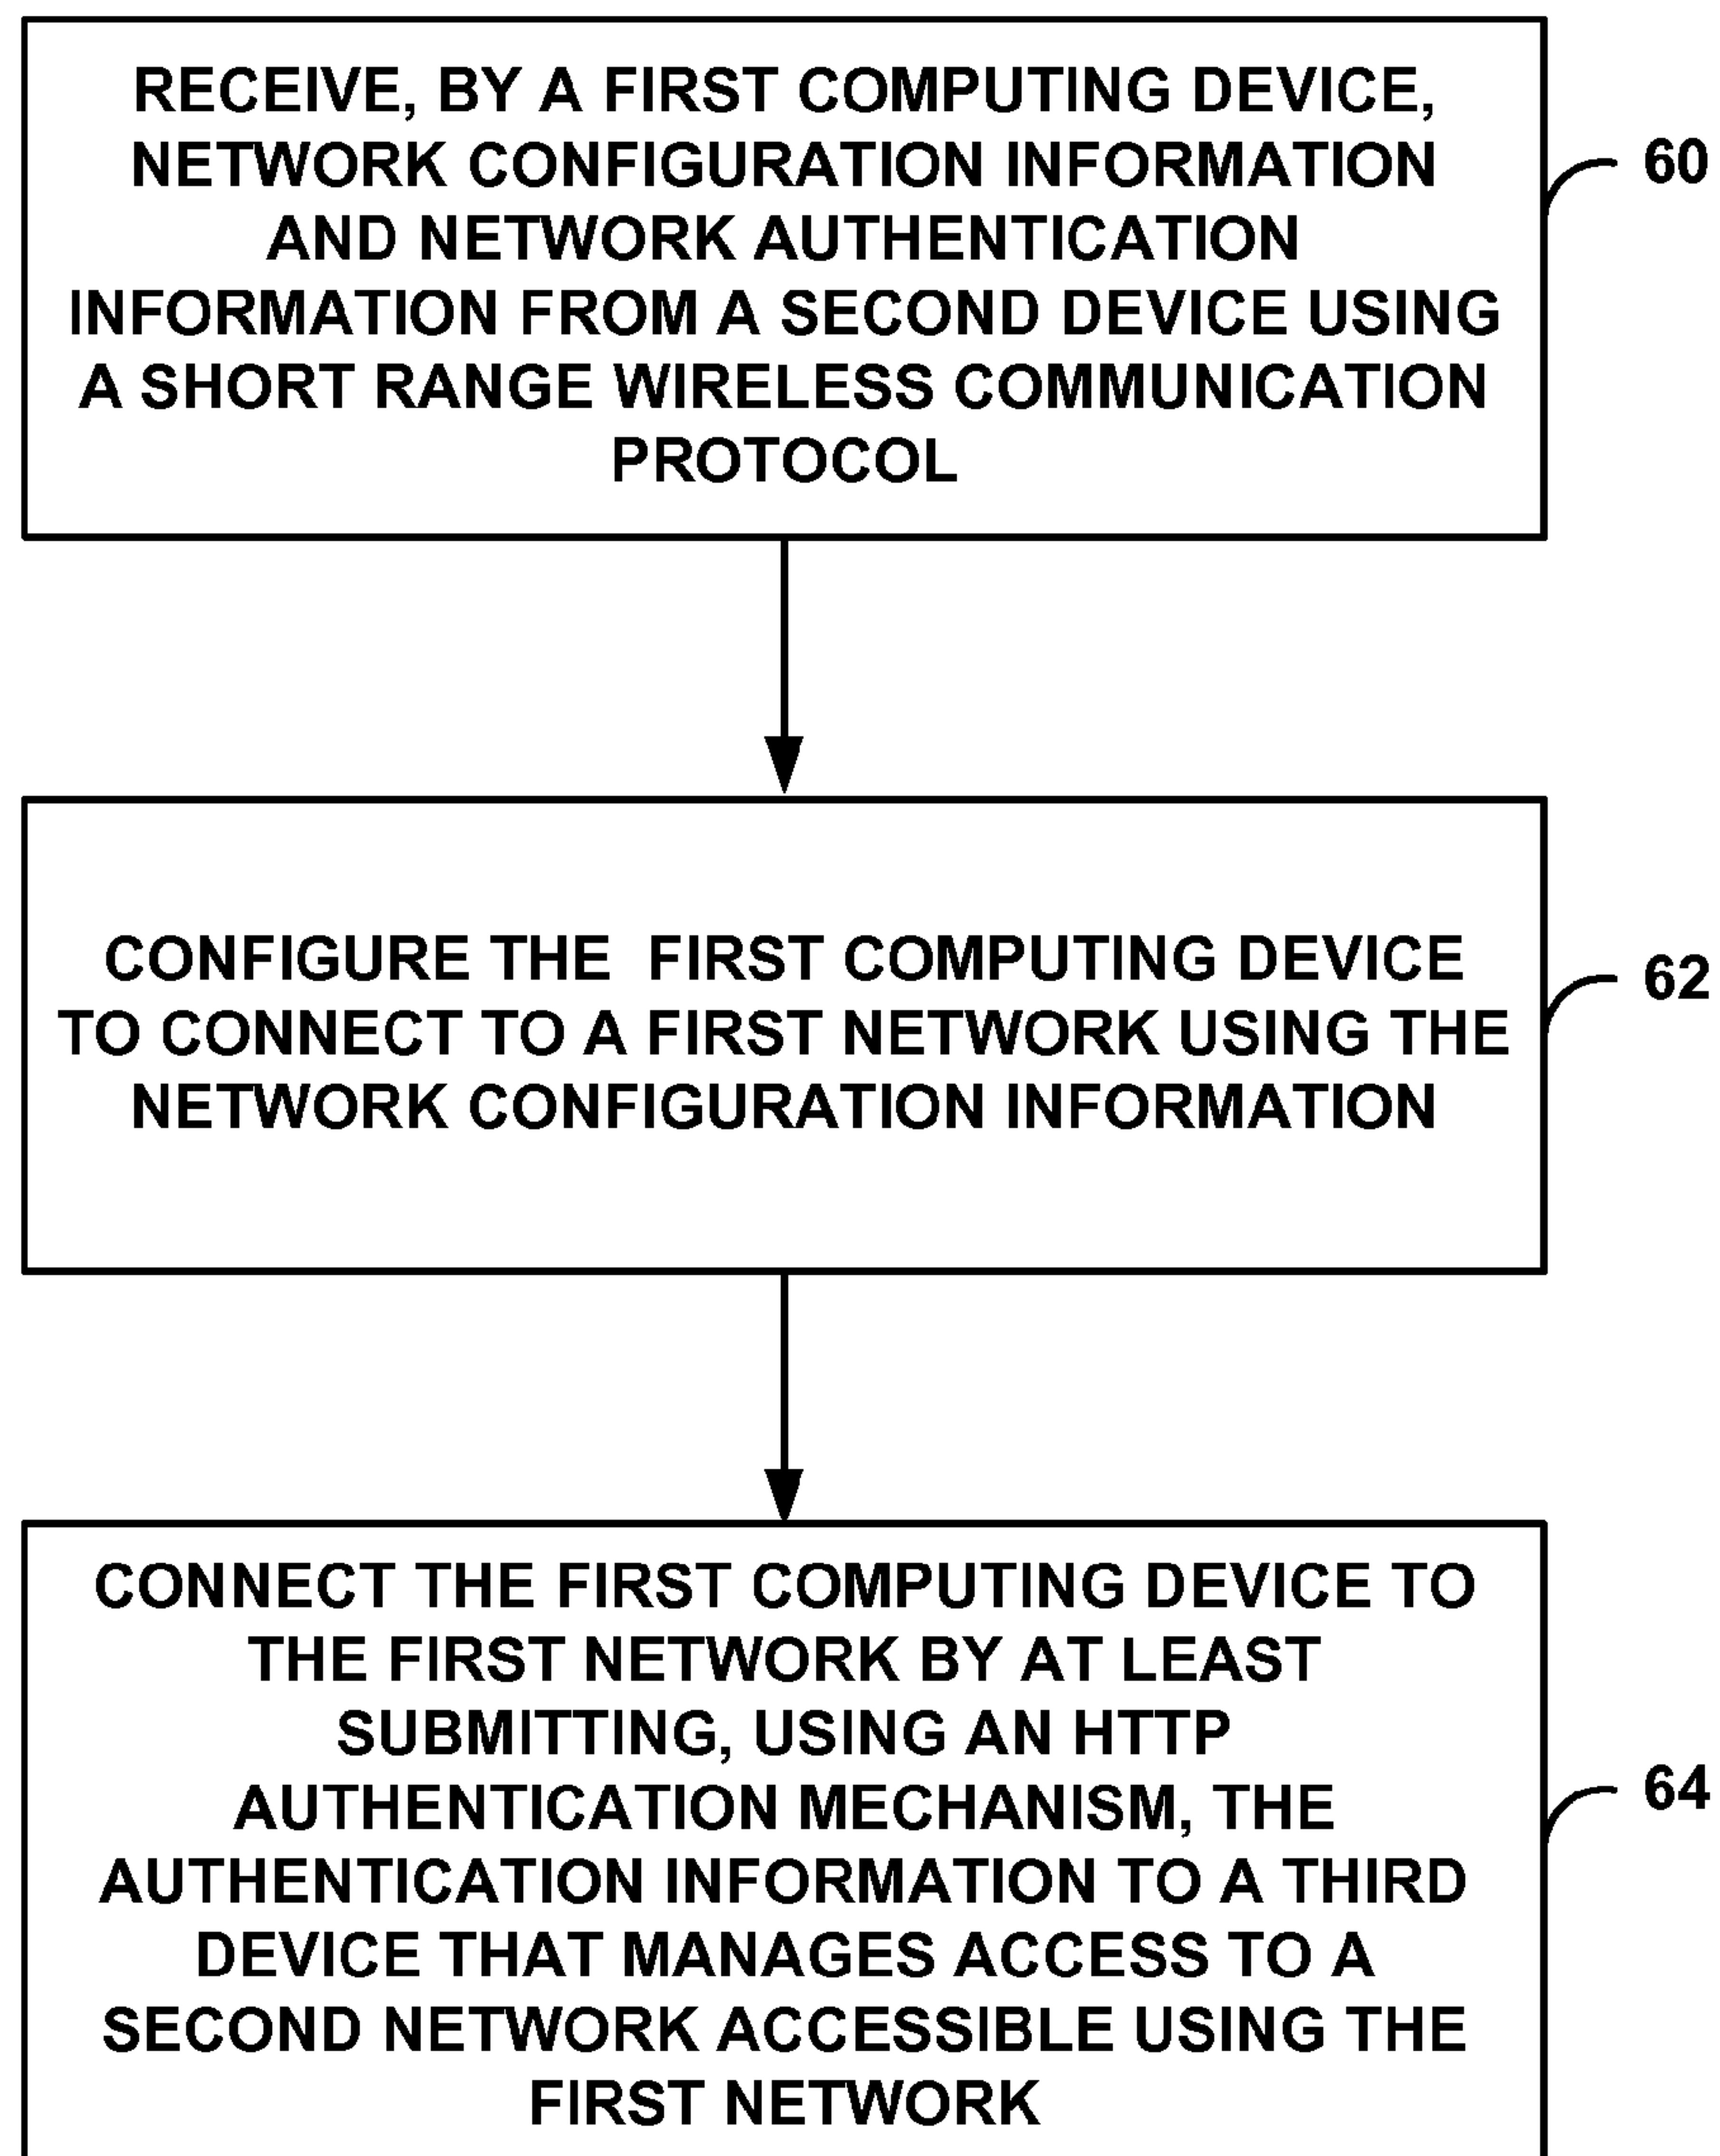 RECEIVE, BY A FIRST COMPUTING DEVICE,
NETWORK CONFIGURATION INFORMATION
AND NETWORK AUTHENTICATION
INFORMATION FROM A SECOND DEVICE USING
A SHORT RANGE WIRELESS COMMUNICATION
PROTOCOL
60
CONFIGURE THE FIRST COMPUTING DEVICE
TO CONNECT TO A FIRST NETWORK USING THE
NETWORK CONFIGURATION INFORMATION
62
CONNECT THE FIRST COMPUTING DEVICE TO
THE FIRST NETWORK BY AT LEAST
SUBMITTING, USING AN HTTP
AUTHENTICATION MECHANISM, THE
AUTHENTICATION INFORMATION TO A THIRD
DEVICE THAT MANAGES ACCESS TO A
SECOND NETWORK ACCESSIBLE USING THE
FIRST NETWORK
64